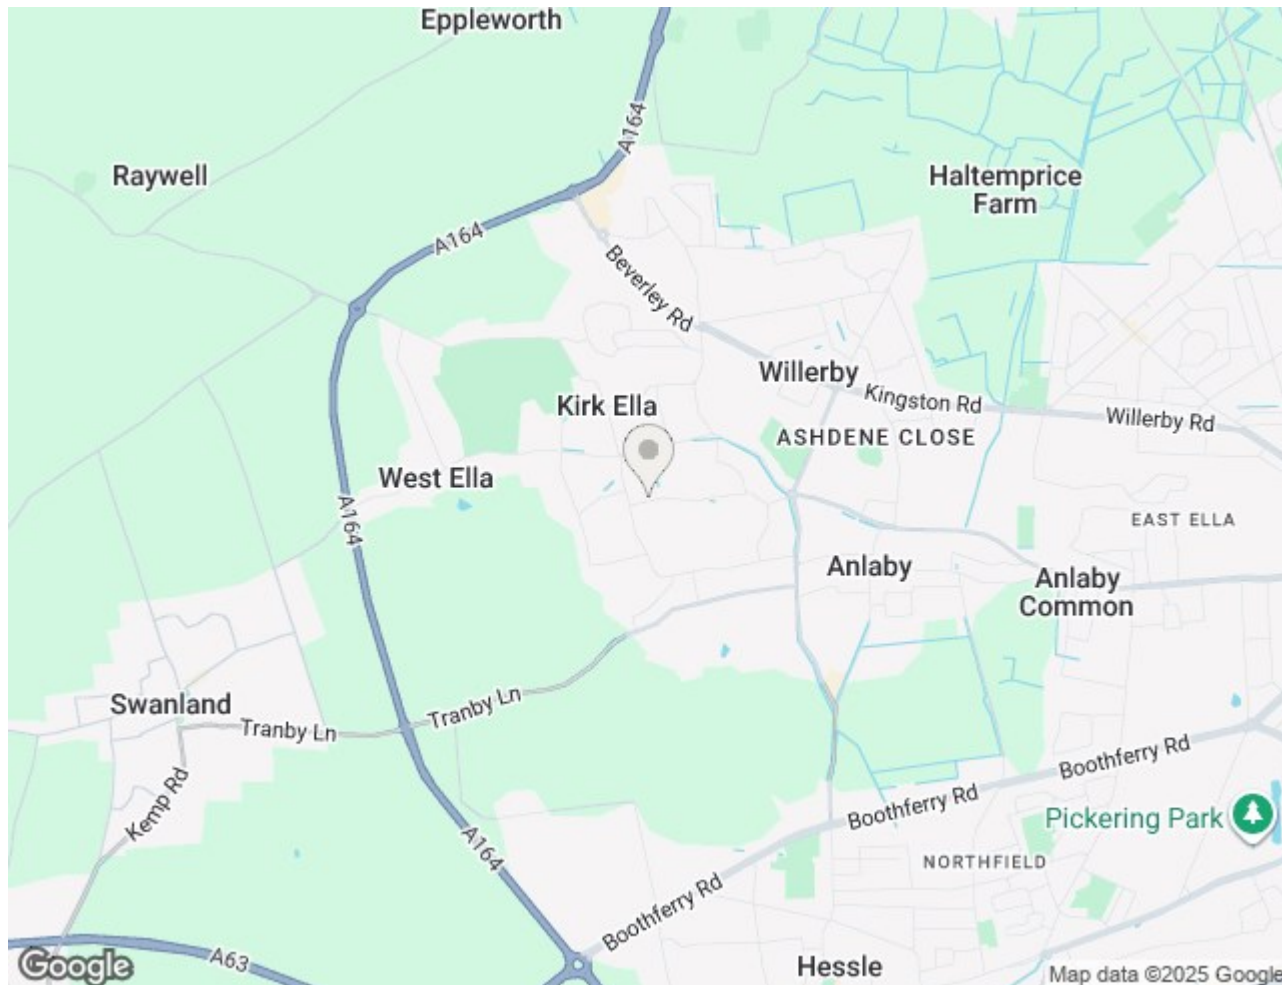 Eppleworth
A164
Raywell
Haltemprice
Farm
A164
Beverley Rd
Willerby
Kingston Rd
Willerby Rd
Kirk Ella
ASHDENE CLOSE
West Ella
A164
EAST ELLA
Anlaby
Anlaby
Common
Swanland
Tranby Ln
Tranby Ln
Kemp Rd
Boothferry Rd
Boothferry Rd
Pickering Park
A164
NORTHFIELD
Boothferry Rd
A63
Hessle
Google
Map data ©2025 Google